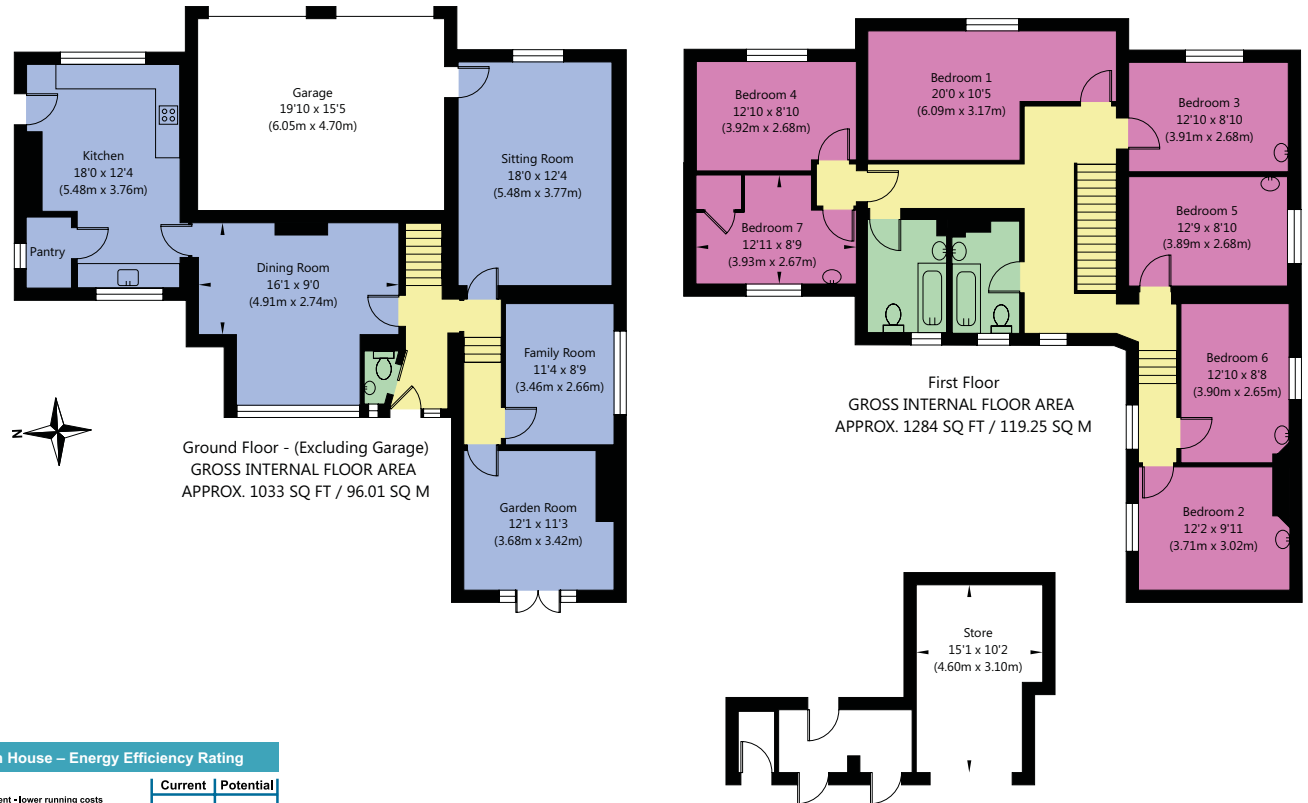 Garage
19'10 x 15'5
(6.05m x 4.70m)
Kitchen
18'0 x 12'4
(5.48m x 3.76m)
Sitting Room
18'0 x 12'4
(5.48m x 3.77m)
Pantry
Dining Room
16'1 x 9'0
(4.91m x 2.74m)
Family Room
11'4 x 8'9
(3.46m x 2.66m)
Garden Room
12'1 x 11'3
(3.68m x 3.42m)
N
Ground Floor - (Excluding Garage)
GROSS INTERNAL FLOOR AREA
APPROX. 1033 SQ FT / 96.01 SQ M
Bedroom 1
20'0 x 10'5
(6.09m x 3.17m)
Bedroom 4
12'10 x 8'10
(3.92m x 2.68m)
Bedroom 3
12'10 x 8'10
(3.91m x 2.68m)
Bedroom 7
12'11 x 8'9
(3.93m x 2.67m)
Bedroom 5
12'9 x 8'10
(3.89m x 2.68m)
Bedroom 6
12'10 x 8'8
(3.90m x 2.65m)
Bedroom 2
12'2 x 9'11
(3.71m x 3.02m)
First Floor
GROSS INTERNAL FLOOR AREA
APPROX. 1284 SQ FT / 119.25 SQ M
Store
15'1 x 10'2
(4.60m x 3.10m)
House – Energy Efficiency Rating
Current Potential
ent - lower running costs